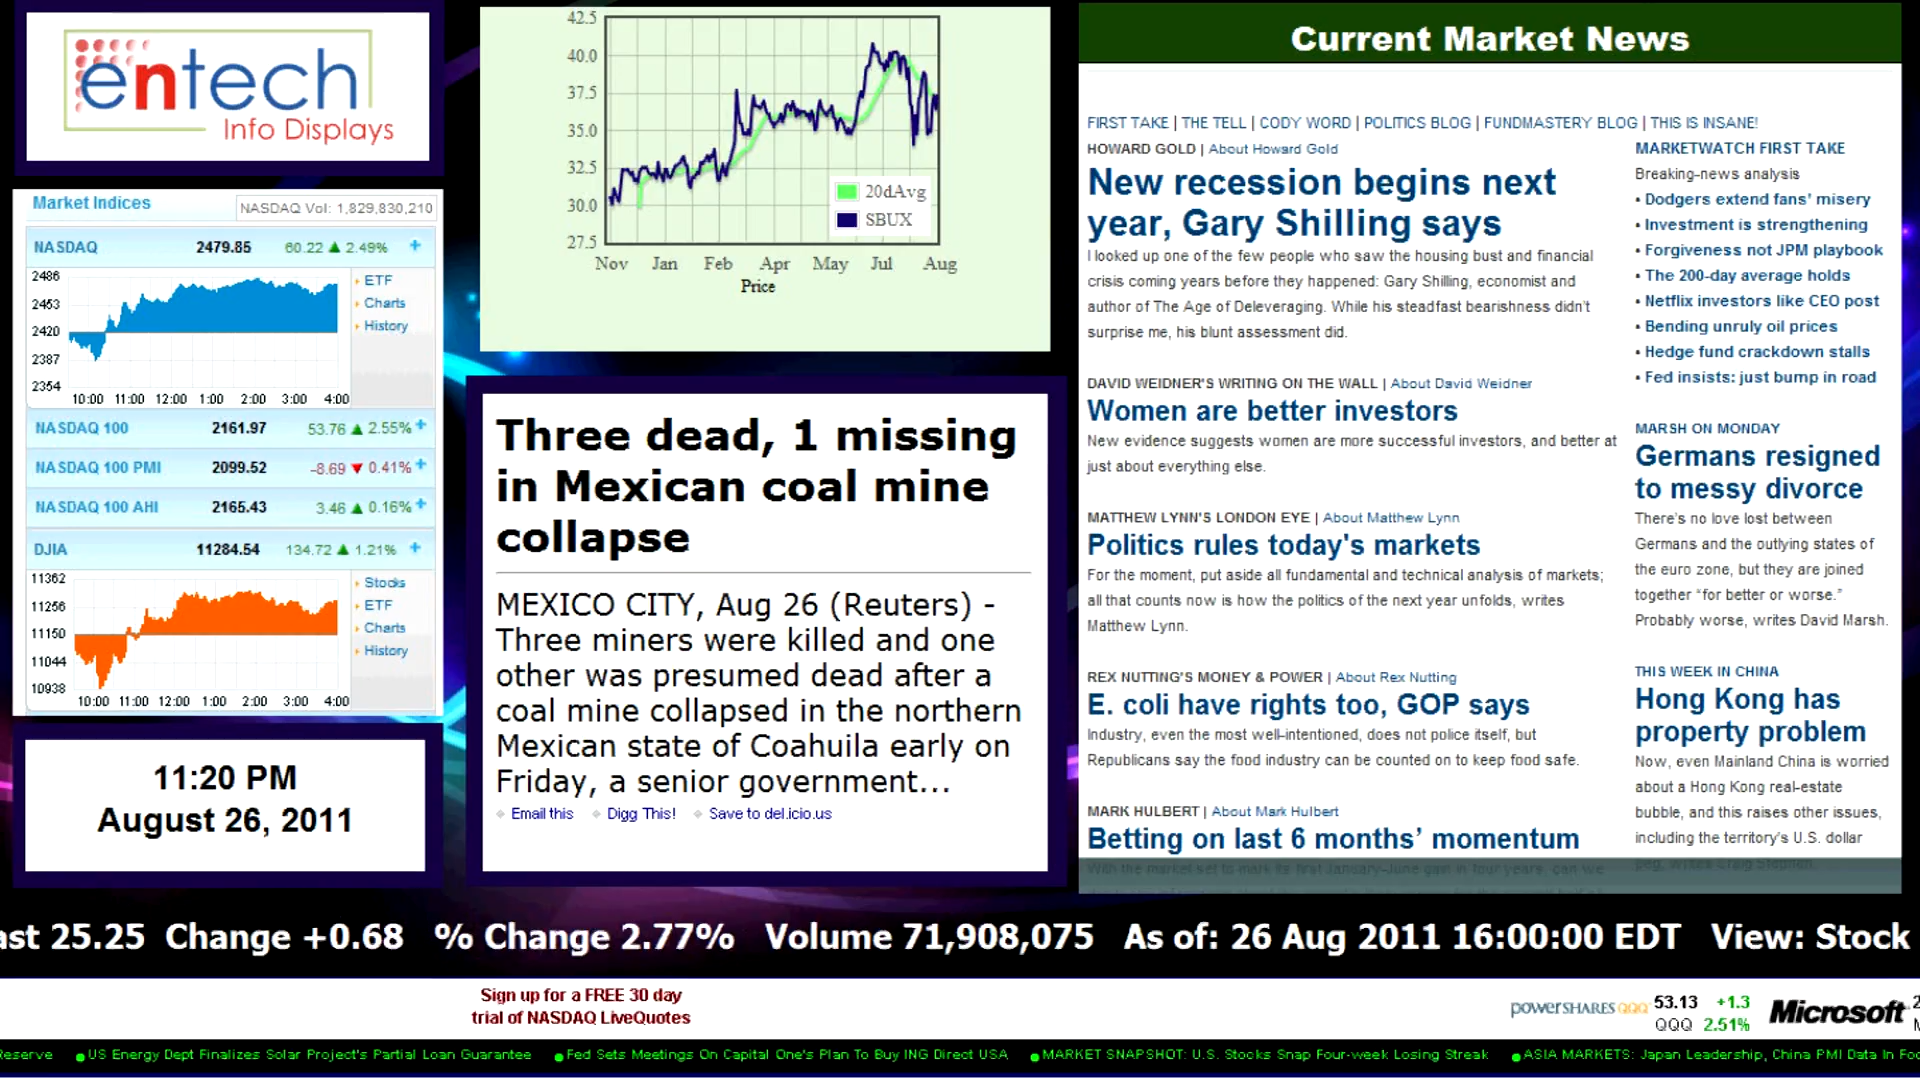 entech
Info Displays
Market Indices
NASDAQ Vol: 1,829,830,210
NASDAQ 2479.85 60.22 ▲ 2.49% +
2486
2453
2420
2387
2354
10:00 11:00 12:00 1:00 2:00 3:00 4:00
ETF
Charts
History
NASDAQ 100 2161.97 53.76 ▲ 2.55% +
NASDAQ 100 PMI 2099.52 -8.69 ▼ 0.41% +
NASDAQ 100 AHI 2165.43 3.46 ▲ 0.16% +
DJIA 11284.54 134.72 ▲ 1.21% +
11362
11256
11150
11044
10938
10:00 11:00 12:00 1:00 2:00 3:00 4:00
Stocks
ETF
Charts
History
11:20 PM
August 26, 2011
42.5
40.0
37.5
35.0
32.5
30.0
27.5
20dAvg
SBUX
Nov Jan Feb Apr May Jul Aug
Price
Three dead, 1 missing
in Mexican coal mine
collapse
MEXICO CITY, Aug 26 (Reuters) -
Three miners were killed and one
other was presumed dead after a
coal mine collapsed in the northern
Mexican state of Coahuila early on
Friday, a senior government...
Email this Digg This! Save to del.icio.us
Current Market News
FIRST TAKE | THE TELL | CODY WORD | POLITICS BLOG | FUNDMASTERY BLOG | THIS IS INSANE!
HOWARD GOLD | About Howard Gold
New recession begins next
year, Gary Shilling says
I looked up one of the few people who saw the housing bust and financial
crisis coming years before they happened: Gary Shilling, economist and
author of The Age of Deleveraging. While his steadfast bearishness didn't
surprise me, his blunt assessment did.
DAVID WEIDNER'S WRITING ON THE WALL | About David Weidner
Women are better investors
New evidence suggests women are more successful investors, and better at
just about everything else.
MATTHEW LYNN'S LONDON EYE | About Matthew Lynn
Politics rules today's markets
For the moment, put aside all fundamental and technical analysis of markets;
all that counts now is how the politics of the next year unfolds, writes
Matthew Lynn.
REX NUTTING'S MONEY & POWER | About Rex Nutting
E. coli have rights too, GOP says
Industry, even the most well-intentioned, does not police itself, but
Republicans say the food industry can be counted on to keep food safe.
MARK HULBERT | About Mark Hulbert
Betting on last 6 months' momentum
With the market set to mark its first January-June gain in four years, can we
MARKETWATCH FIRST TAKE
Breaking-news analysis
• Dodgers extend fans' misery
• Investment is strengthening
• Forgiveness not JPM playbook
• The 200-day average holds
• Netflix investors like CEO post
• Bending unruly oil prices
• Hedge fund crackdown stalls
• Fed insists: just bump in road
MARSH ON MONDAY
Germans resigned
to messy divorce
There's no love lost between
Germans and the outlying states of
the euro zone, but they are joined
together "for better or worse."
Probably worse, writes David Marsh.
THIS WEEK IN CHINA
Hong Kong has
property problem
Now, even Mainland China is worried
about a Hong Kong real-estate
bubble, and this raises other issues,
including the territory's U.S. dollar
peg, writes Craig Stephen.
ast 25.25 Change +0.68 % Change 2.77% Volume 71,908,075 As of: 26 Aug 2011 16:00:00 EDT View: Stock
Sign up for a FREE 30 day
trial of NASDAQ LiveQuotes
POWERSHARES QQQ 53.13 +1.3
QQQ 2.51%
Microsoft
eserve • US Energy Dept Finalizes Solar Project's Partial Loan Guarantee • Fed Sets Meetings On Capital One's Plan To Buy ING Direct USA • MARKET SNAPSHOT: U.S. Stocks Snap Four-week Losing Streak • ASIA MARKETS: Japan Leadership, China PMI Data In Foc